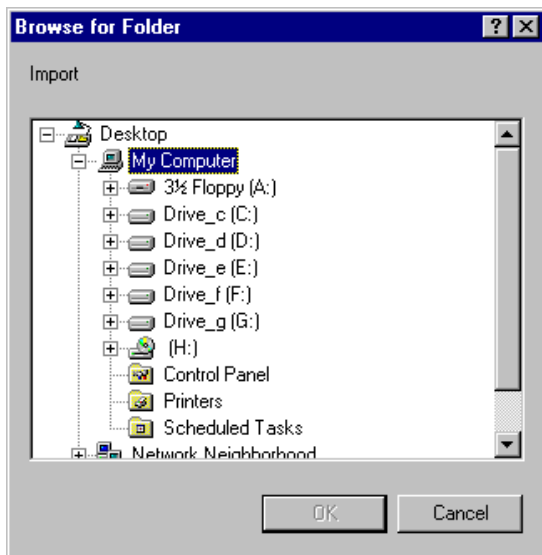 Browse for Folder
Import
Desktop
My Computer
3½ Floppy (A:)
Drive_c (C:)
Drive_d (D:)
Drive_e (E:)
Drive_f (F:)
Drive_g (G:)
(H:)
Control Panel
Printers
Scheduled Tasks
Network Neighborhood
OK Cancel